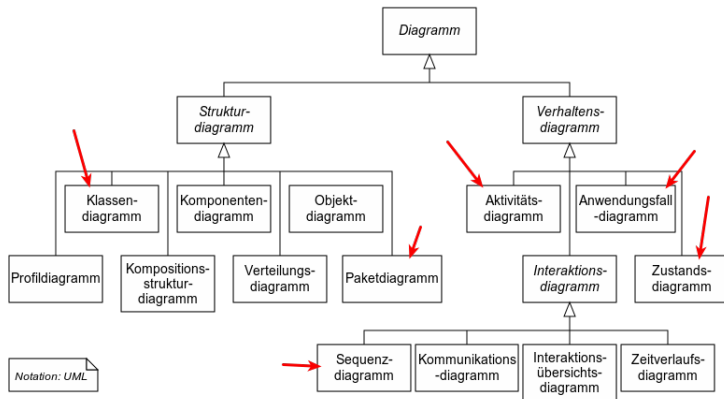 Diagramm
Struktur-
diagramm
Verhaltens-
diagramm
Klassen-
diagramm
Komponenten-
diagramm
Objekt-
diagramm
Aktivitäts-
diagramm
Anwendungsfall
-diagramm
Profildiagramm
Kompositions-
struktur-
diagramm
Verteilungs-
diagramm
Paketdiagramm
Interaktions-
diagramm
Zustands-
diagramm
Sequenz-
diagramm
Kommunikations
-diagramm
Interaktions-
übersichts-
diagramm
Zeitverlaufs-
diagramm
Notation: UML